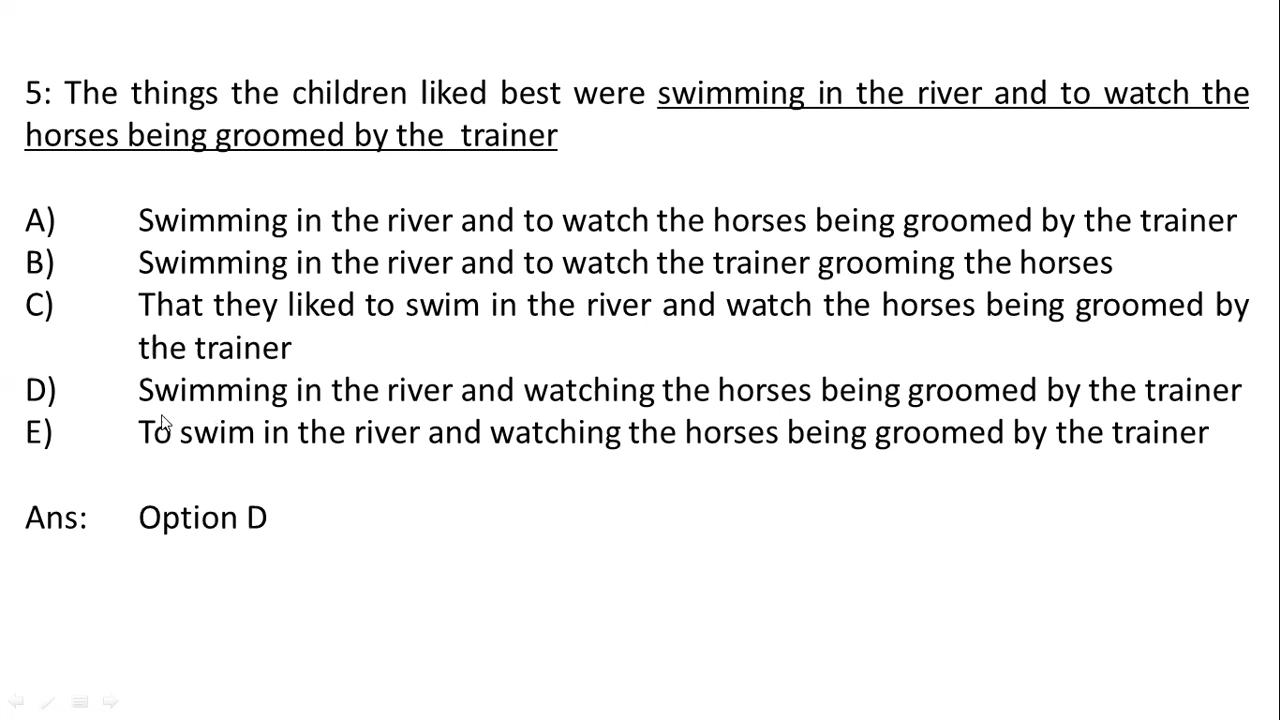 5: The things the children liked best were swimming in the river and to watch the
horses being groomed by the trainer
A) Swimming in the river and to watch the horses being groomed by the trainer
B) Swimming in the river and to watch the trainer grooming the horses
C) That they liked to swim in the river and watch the horses being groomed by
the trainer
D) Swimming in the river and watching the horses being groomed by the trainer
E) To swim in the river and watching the horses being groomed by the trainer
Ans: Option D